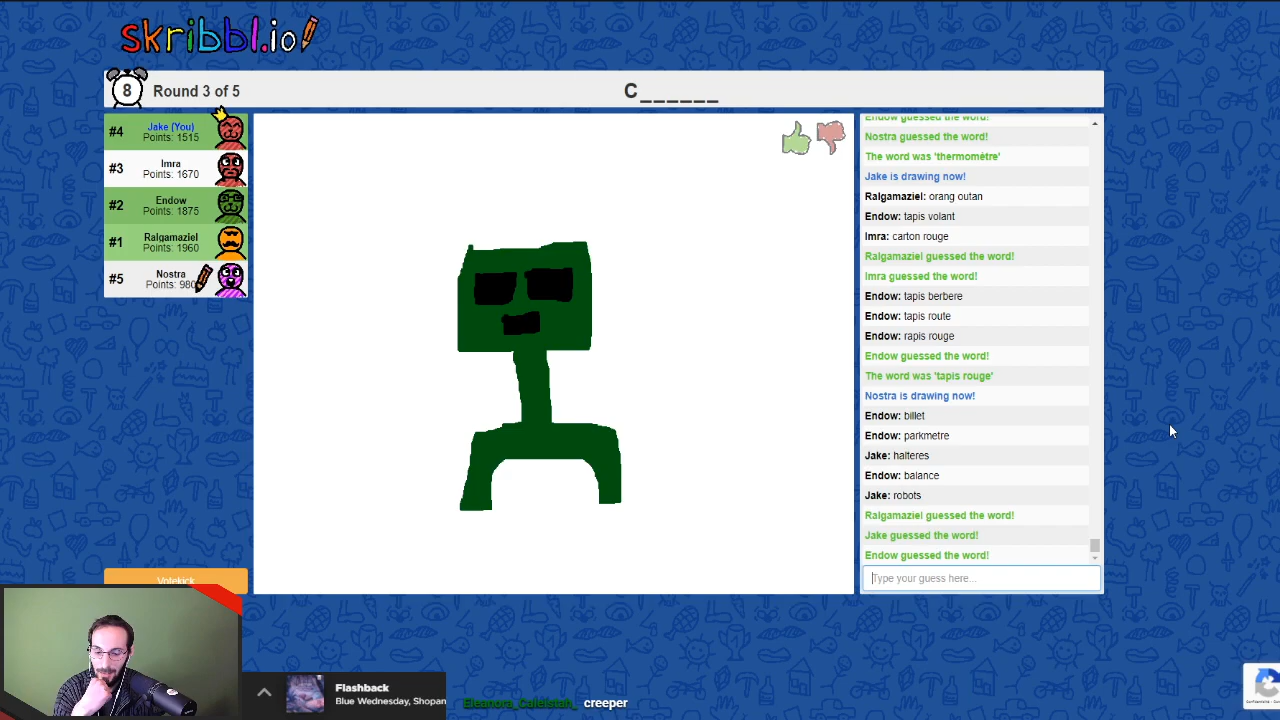 skribbl.io
8
Round 3 of 5
C______
#4
Jake (You)
Points: 1515
#3
Imra
Points: 1670
#2
Endow
Points: 1875
#1
Ralgamaziel
Points: 1960
#5
Nostra
Points: 980
Votekick
Endow guessed the word!
Nostra guessed the word!
The word was 'thermomètre'
Jake is drawing now!
Ralgamaziel: orang outan
Endow: tapis volant
Imra: carton rouge
Ralgamaziel guessed the word!
Imra guessed the word!
Endow: tapis berbere
Endow: tapis route
Endow: rapis rouge
Endow guessed the word!
The word was 'tapis rouge'
Nostra is drawing now!
Endow: billet
Endow: parkmetre
Jake: halteres
Endow: balance
Jake: robots
Ralgamaziel guessed the word!
Jake guessed the word!
Endow guessed the word!
Type your guess here...
Flashback
Blue Wednesday, Shopan
creeper